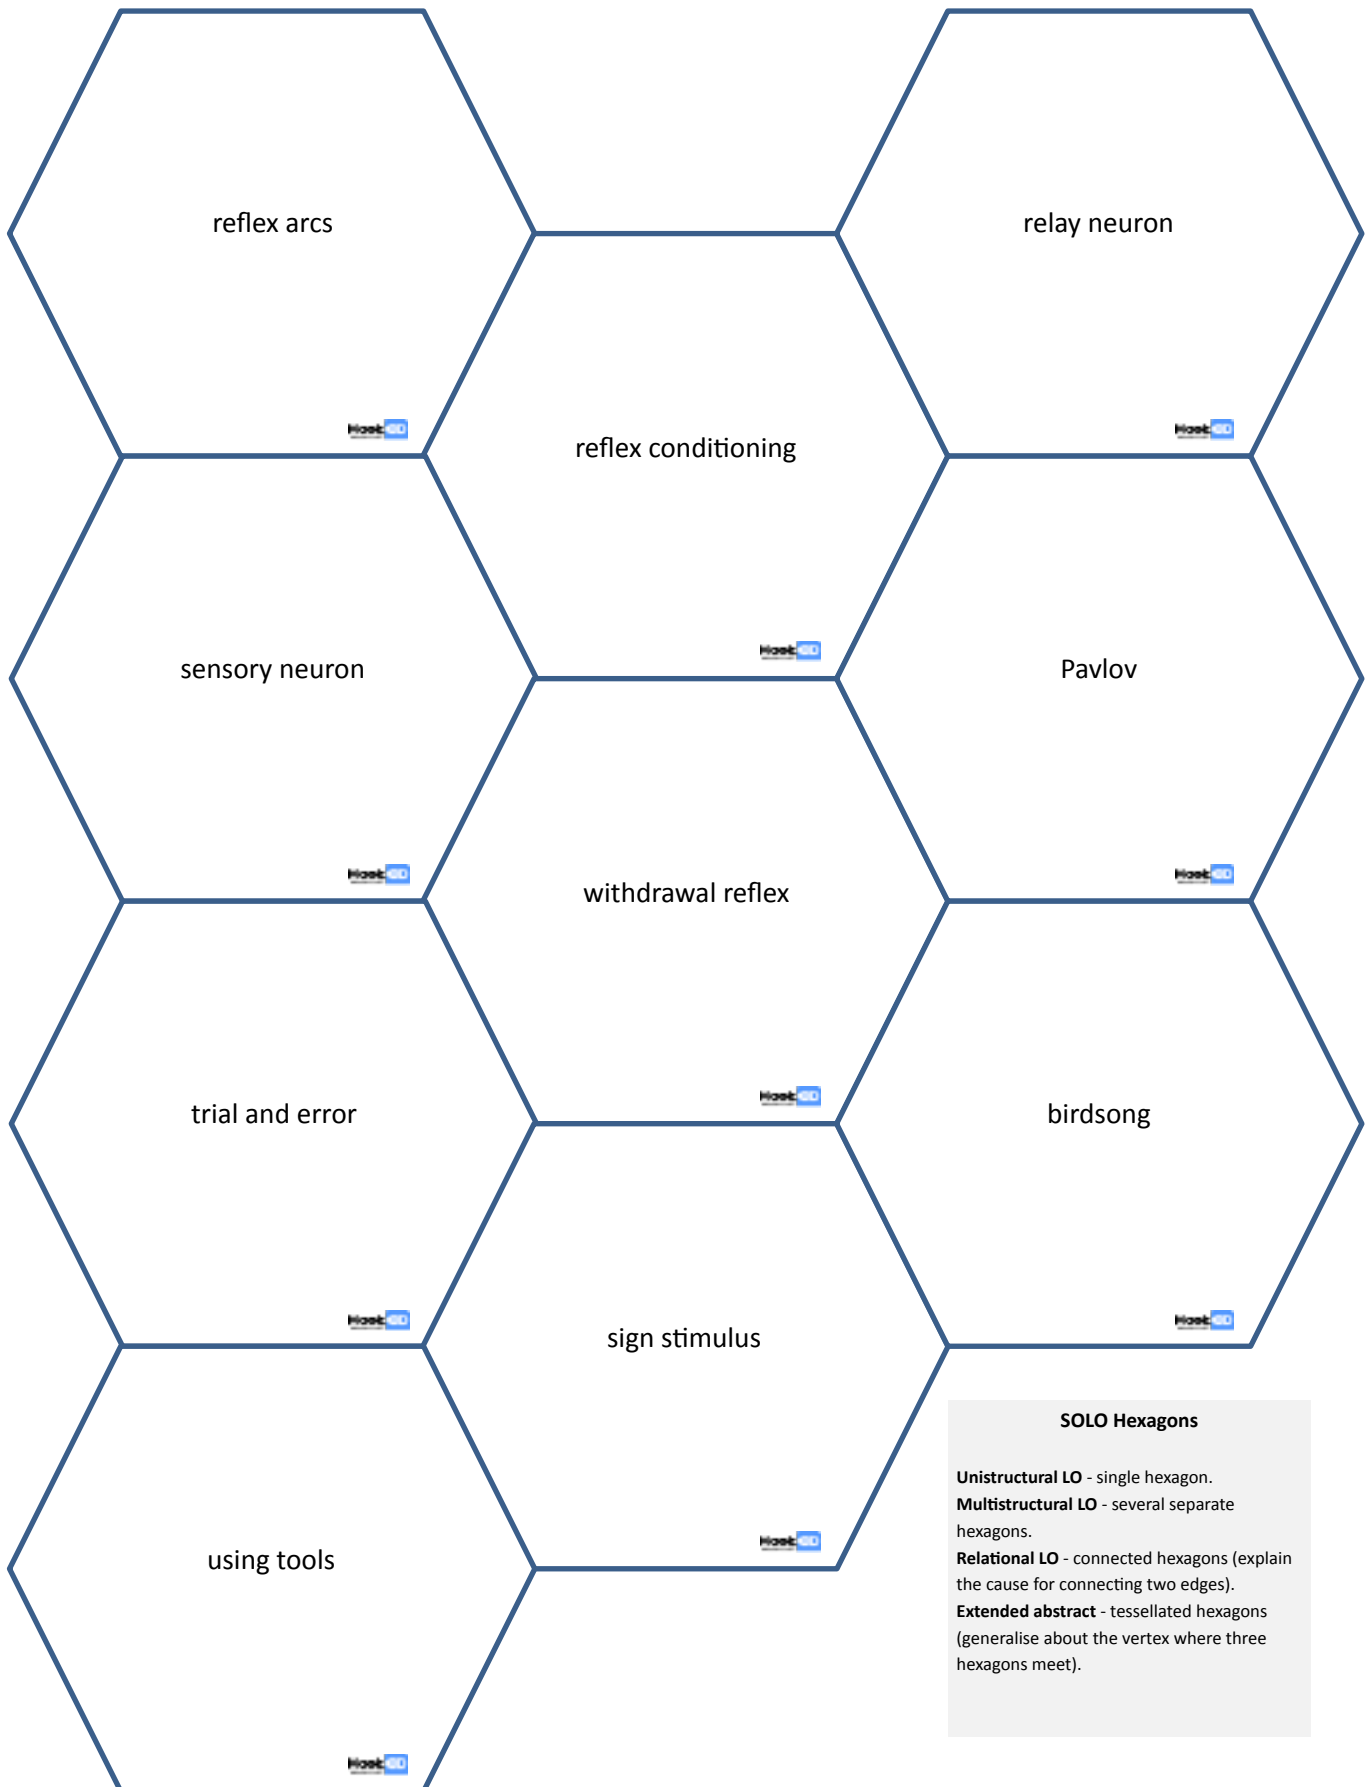 reflex arcs
relay neuron
reflex conditioning
sensory neuron
Pavlov
withdrawal reflex
trial and error
birdsong
sign stimulus
using tools
SOLO Hexagons
Unistructural LO - single hexagon.
Multistructural LO - several separate
hexagons.
Relational LO - connected hexagons (explain
the cause for connecting two edges).
Extended abstract - tessellated hexagons
(generalise about the vertex where three
hexagons meet).